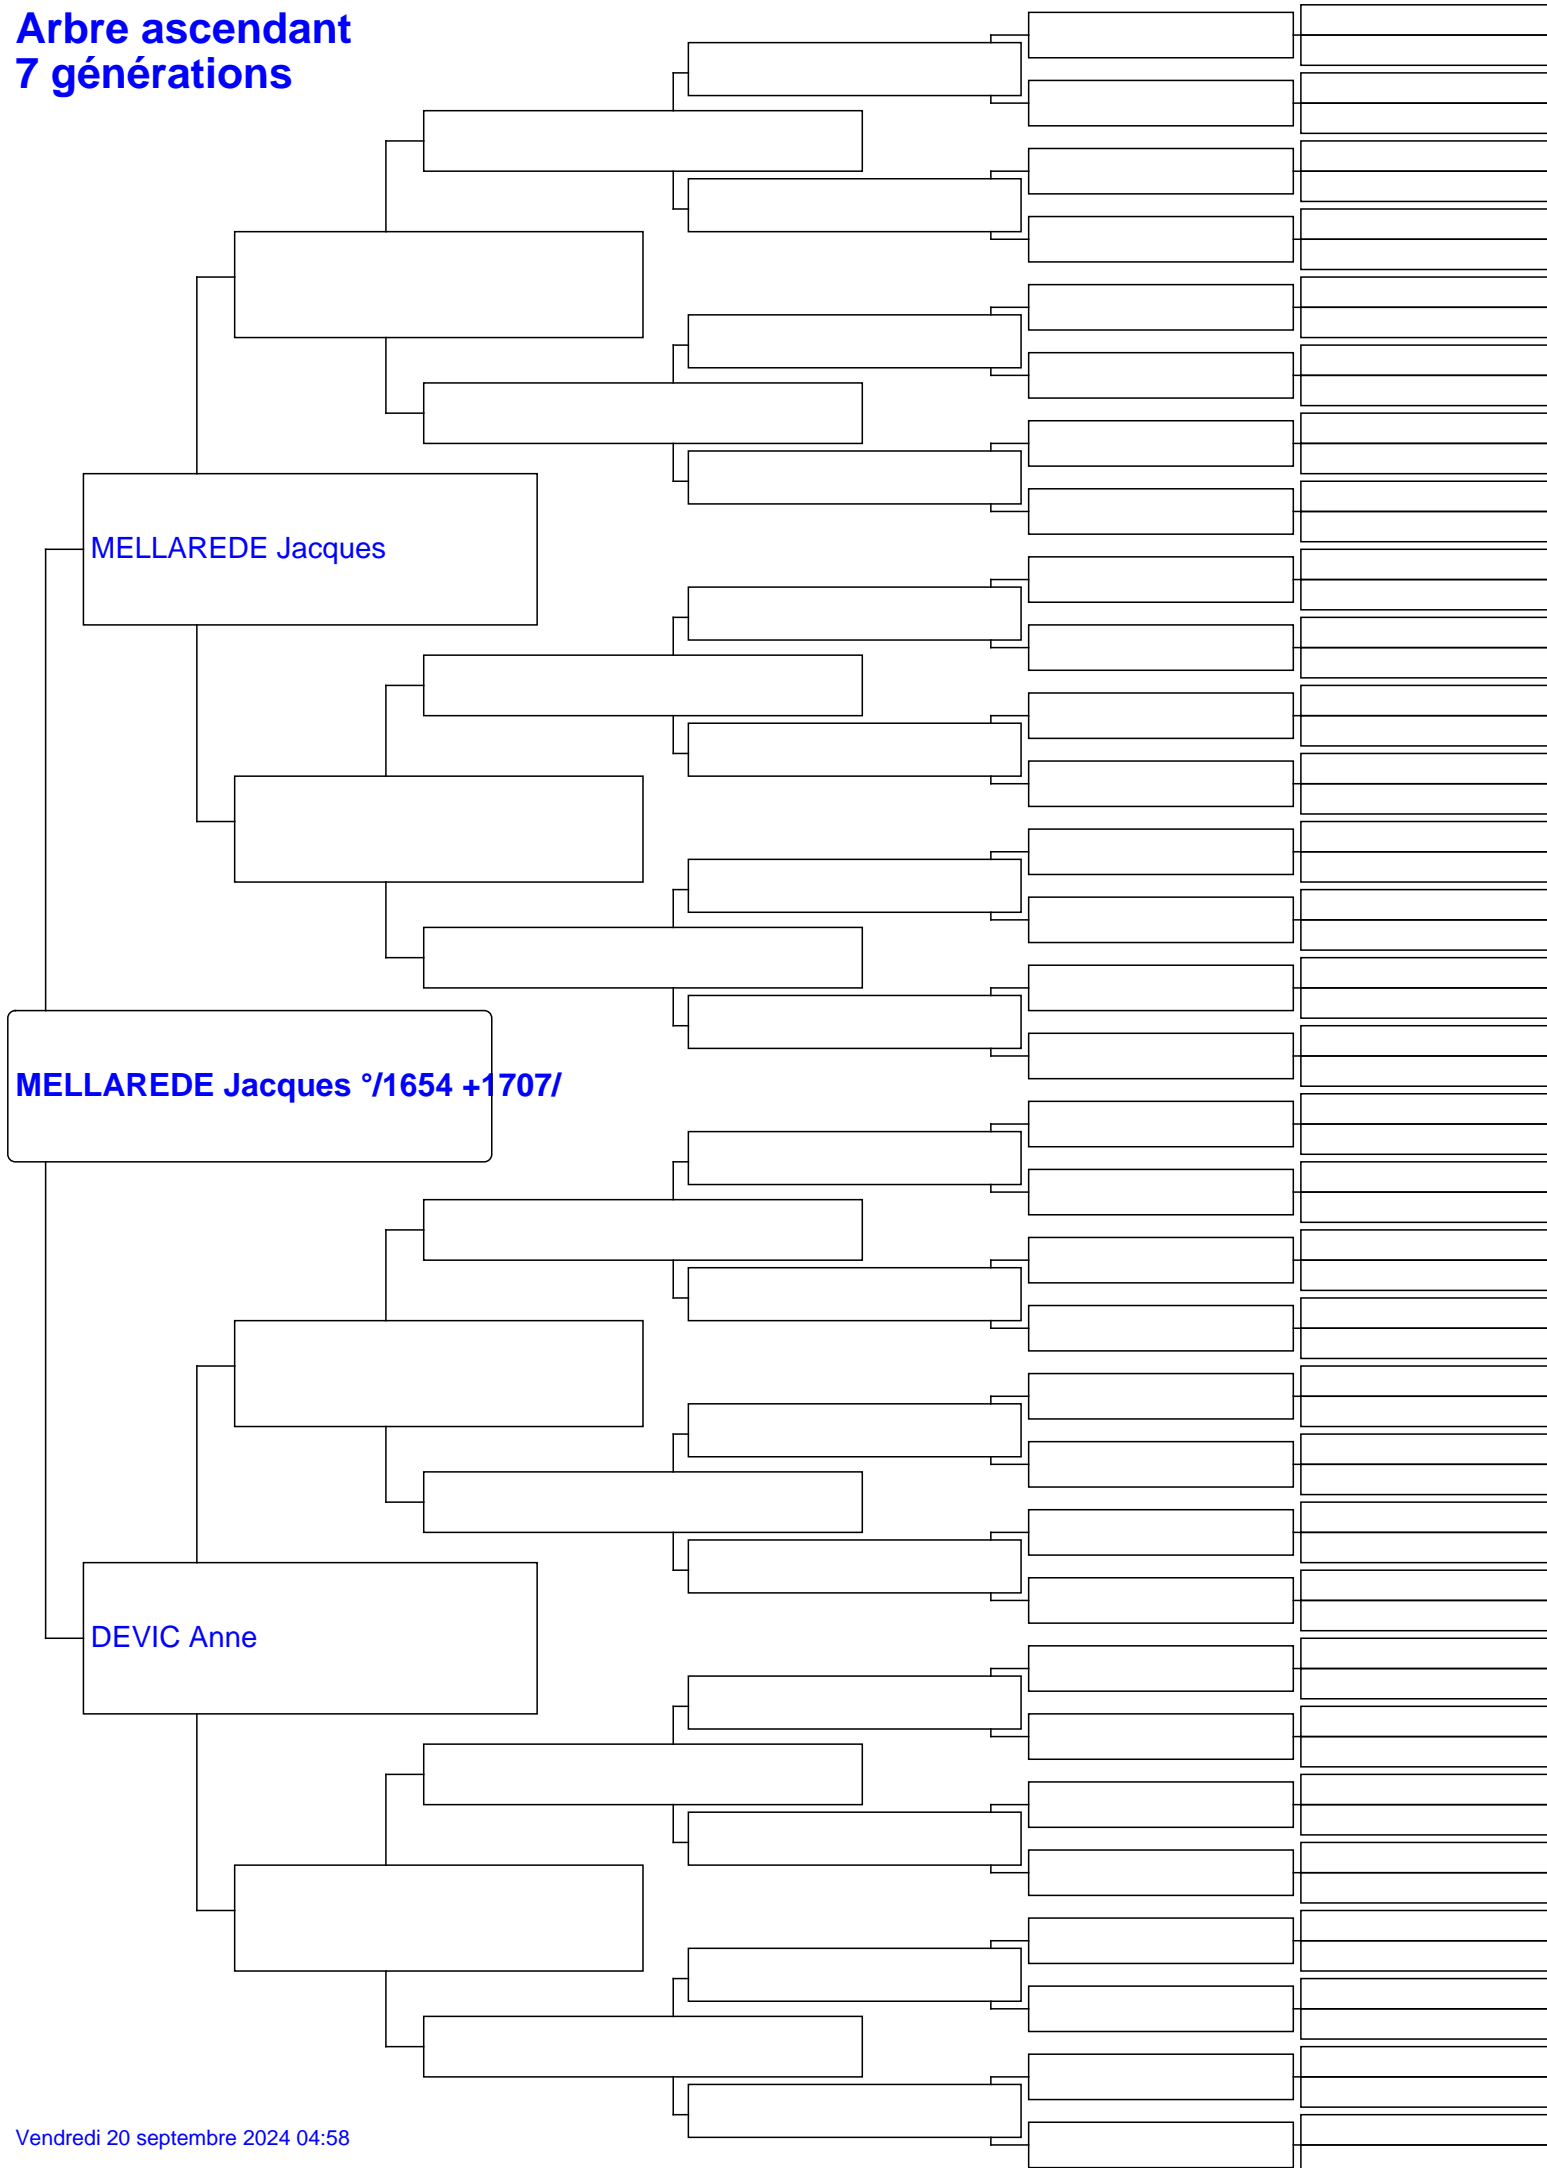 Arbre ascendant
7 générations
MELLAREDE Jacques
MELLAREDE Jacques °/1654 +1707/
DEVIC Anne
Vendredi 20 septembre 2024 04:58